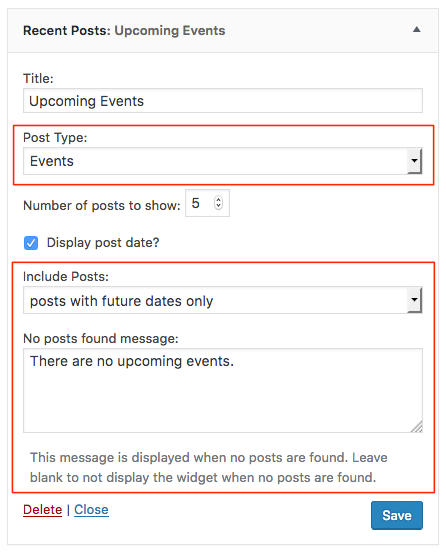 Recent Posts: Upcoming Events
Title:
Upcoming Events
Post Type:
Events
Number of posts to show: 5
Display post date?
Include Posts:
posts with future dates only
No posts found message:
There are no upcoming events.
This message is displayed when no posts are found. Leave
blank to not display the widget when no posts are found.
Delete | Close
Save